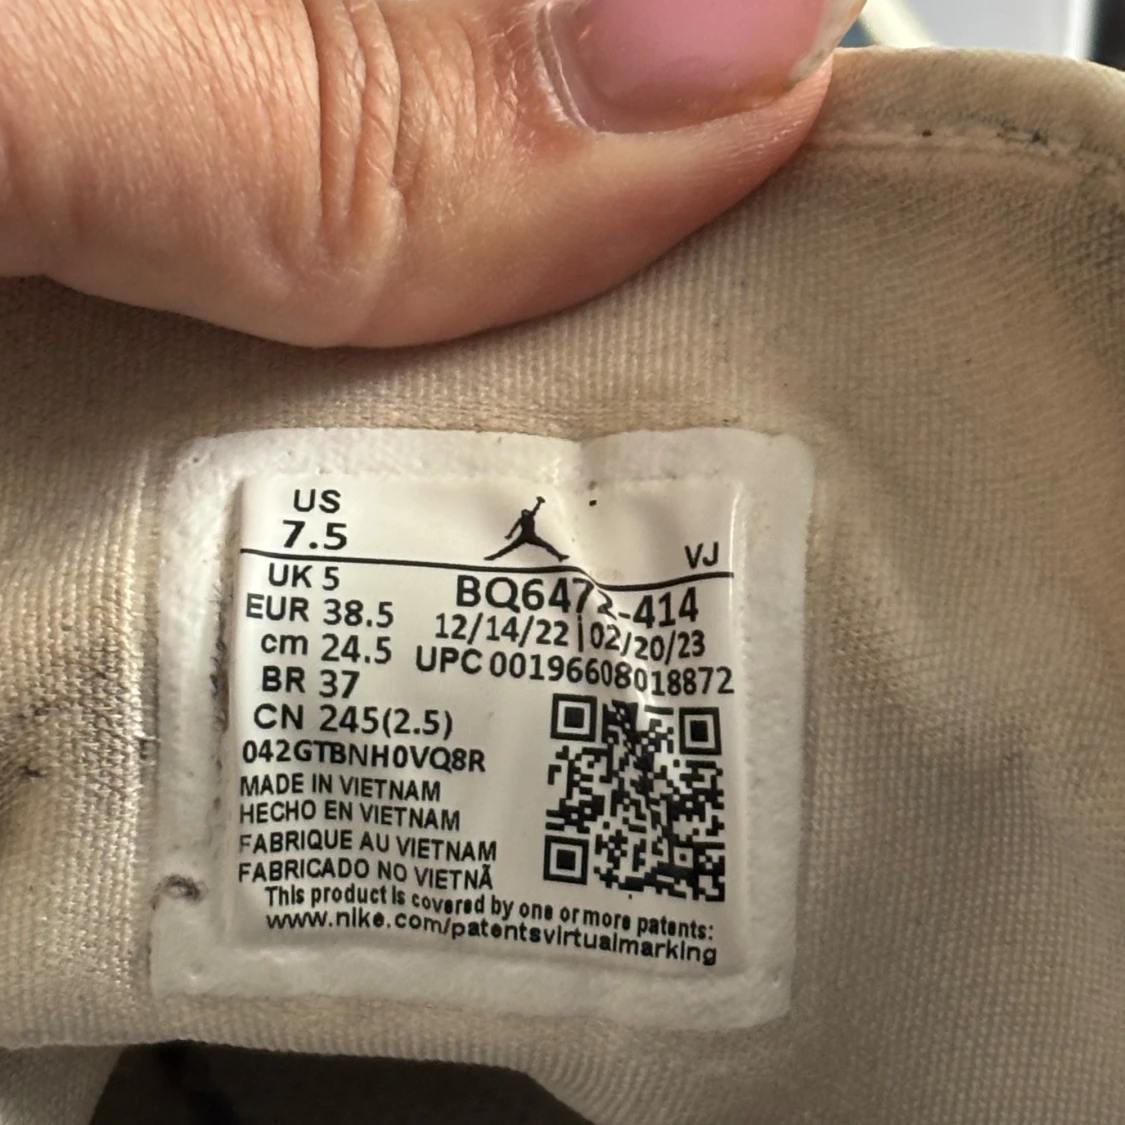 US
7.5
VJ
UK 5
BQ6472-414
EUR 38.5
12/14/22 | 02/20/23
cm 24.5
UPC 00196608018872
BR 37
CN 245(2.5)
042GTBNH0VQ8R
MADE IN VIETNAM
HECHO EN VIETNAM
FABRIQUE AU VIETNAM
FABRICADO NO VIETNÃ
This product is covered by one or more patents:
www.nike.com/patentsvirtualmarking